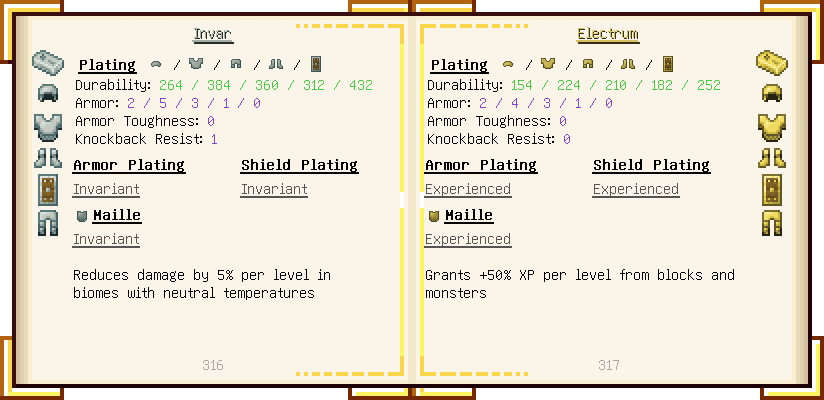 Invar
Plating / / / /
Durability: 264 / 384 / 360 / 312 / 432
Armor: 2 / 5 / 3 / 1 / 0
Armor Toughness: 0
Knockback Resist: 1
Armor Plating Shield Plating
Invariant Invariant
Maille
Invariant
Reduces damage by 5% per level in
biomes with neutral temperatures
316
Electrum
Plating / / / /
Durability: 154 / 224 / 210 / 182 / 252
Armor: 2 / 4 / 3 / 1 / 0
Armor Toughness: 0
Knockback Resist: 0
Armor Plating Shield Plating
Experienced Experienced
Maille
Experienced
Grants +50% XP per level from blocks and
monsters
317